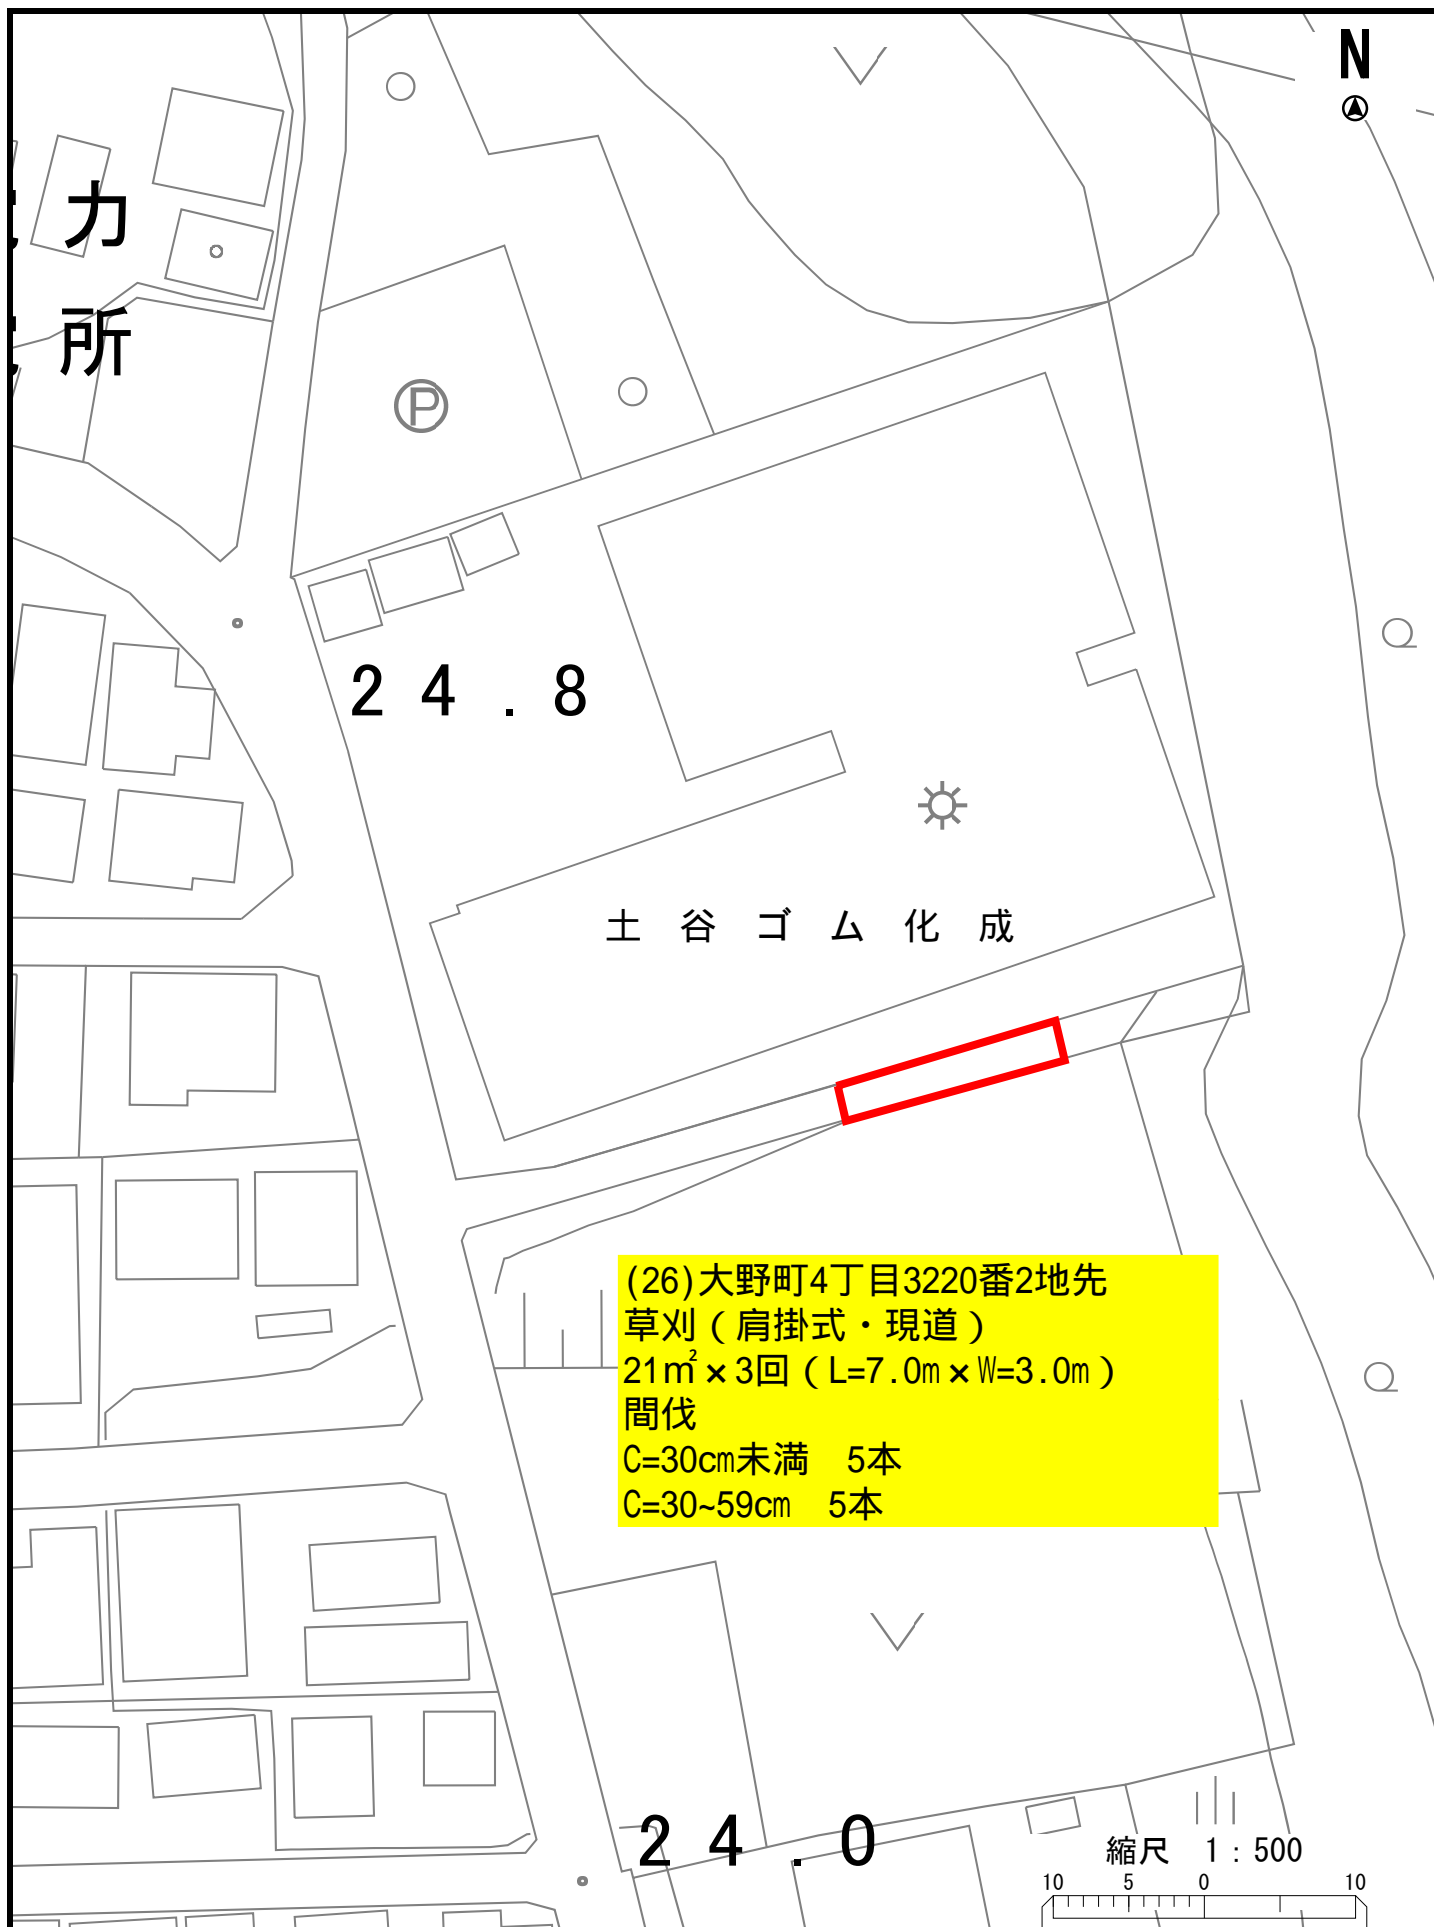 N
力
所
P
24.8
土谷ゴム化成
(26)大野町4丁目3220番2地先
草刈（肩掛式・現道）
21㎡×3回（L=7.0m×W=3.0m）
間伐
C=30cm未満　5本
C=30~59cm　5本
24.0
縮尺　1：500
10 5 0 10